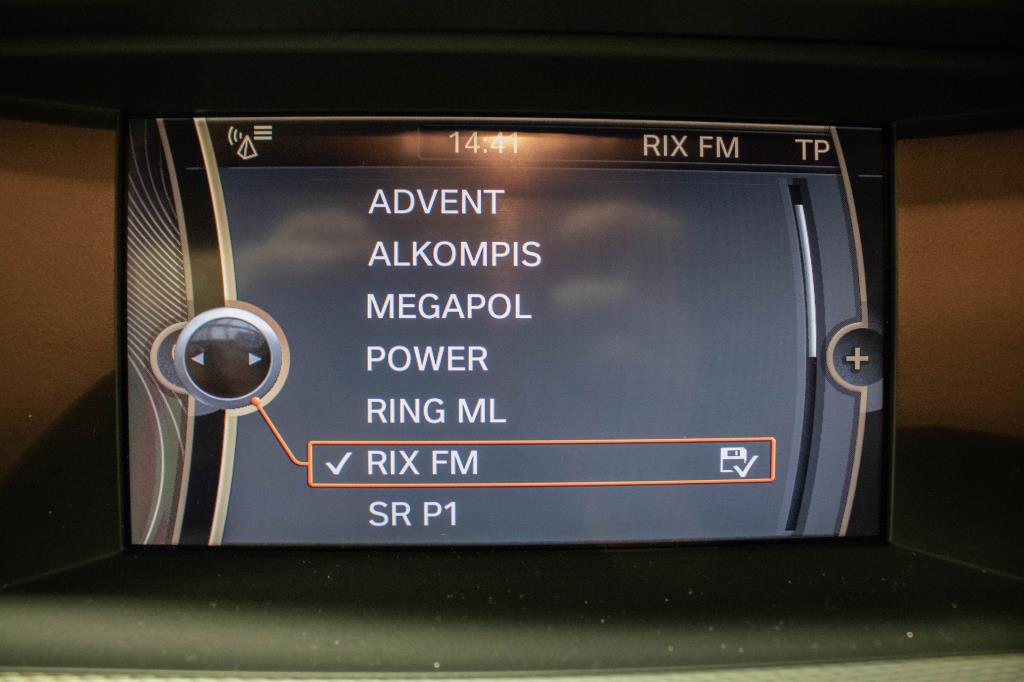 14:41 RIX FM TP
ADVENT
ALKOMPIS
MEGAPOL
POWER
RING ML
RIX FM
SR P1